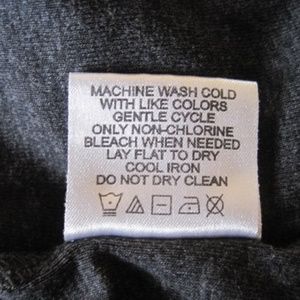 MACHINE WASH COLD
WITH LIKE COLORS
GENTLE CYCLE
ONLY NON-CHLORINE
BLEACH WHEN NEEDED
LAY FLAT TO DRY
COOL IRON
DO NOT DRY CLEAN